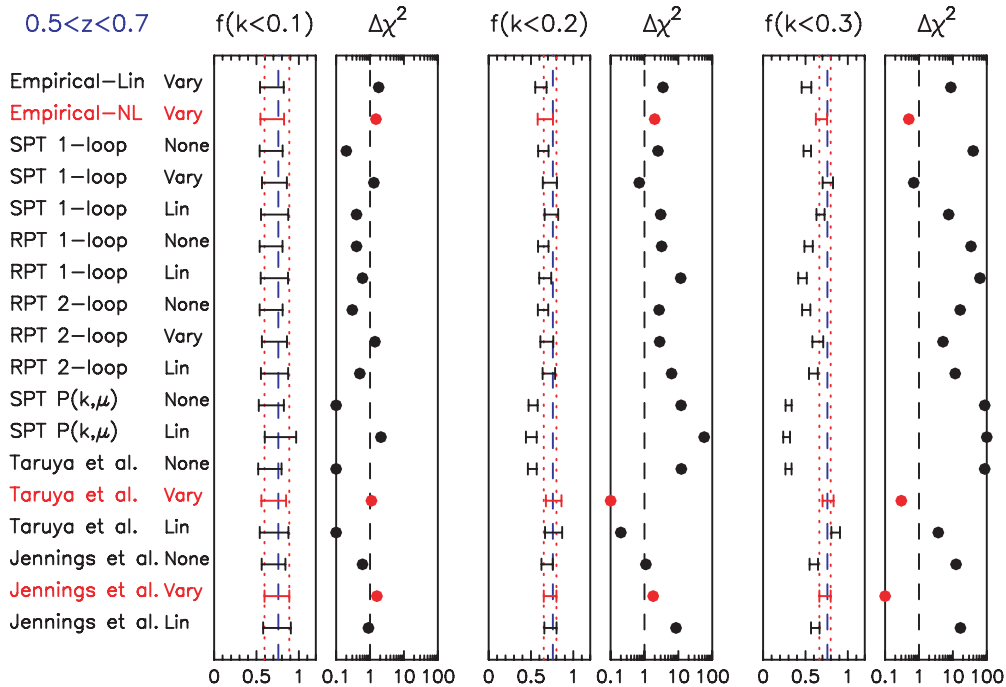 0.5<z<0.7 f(k<0.1) Δχ² f(k<0.2) Δχ² f(k<0.3) Δχ²
Empirical-Lin Vary
Empirical-NL Vary
SPT 1-loop None
SPT 1-loop Vary
SPT 1-loop Lin
RPT 1-loop None
RPT 1-loop Lin
RPT 2-loop None
RPT 2-loop Vary
RPT 2-loop Lin
SPT P(k,μ) None
SPT P(k,μ) Lin
Taruya et al. None
Taruya et al. Vary
Taruya et al. Lin
Jennings et al. None
Jennings et al. Vary
Jennings et al. Lin
0 0.5 1 0.1 1 10 100 0 0.5 1 0.1 1 10 100 0 0.5 1 0.1 1 10 100